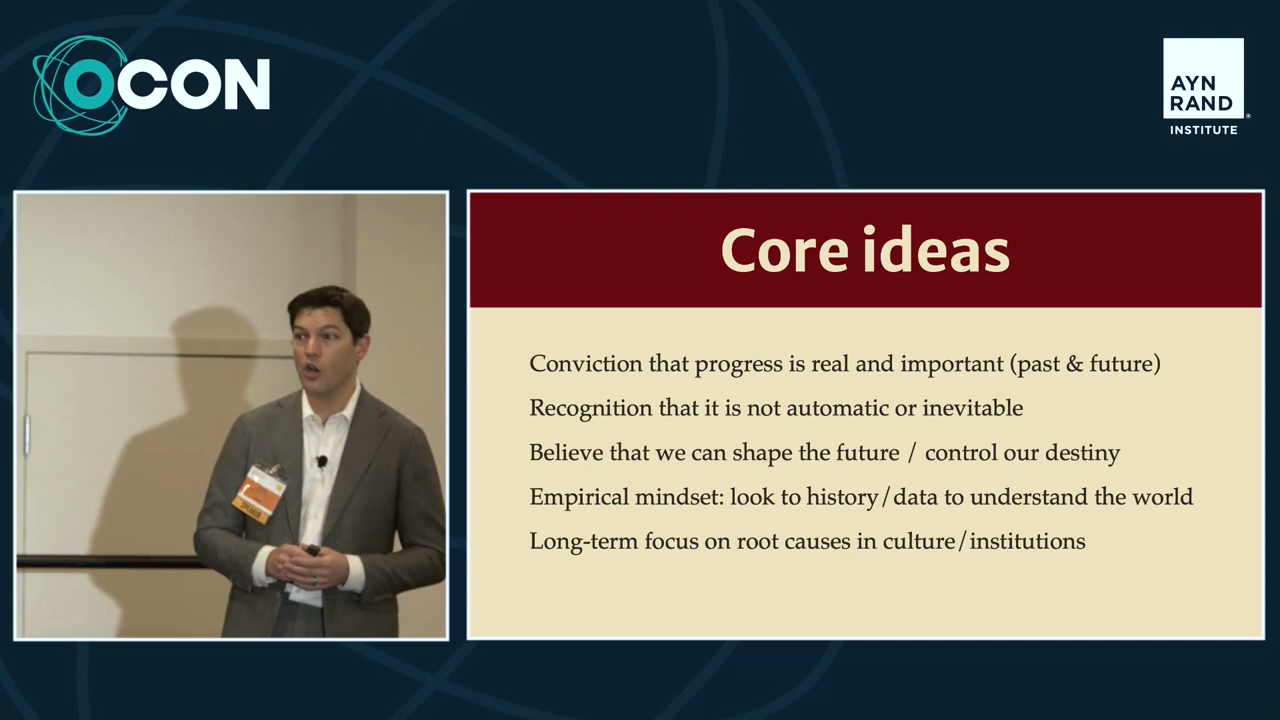 OCON
AYN
RAND
INSTITUTE
SPEAKER
Core ideas
Conviction that progress is real and important (past & future)
Recognition that it is not automatic or inevitable
Believe that we can shape the future / control our destiny
Empirical mindset: look to history/data to understand the world
Long-term focus on root causes in culture/institutions